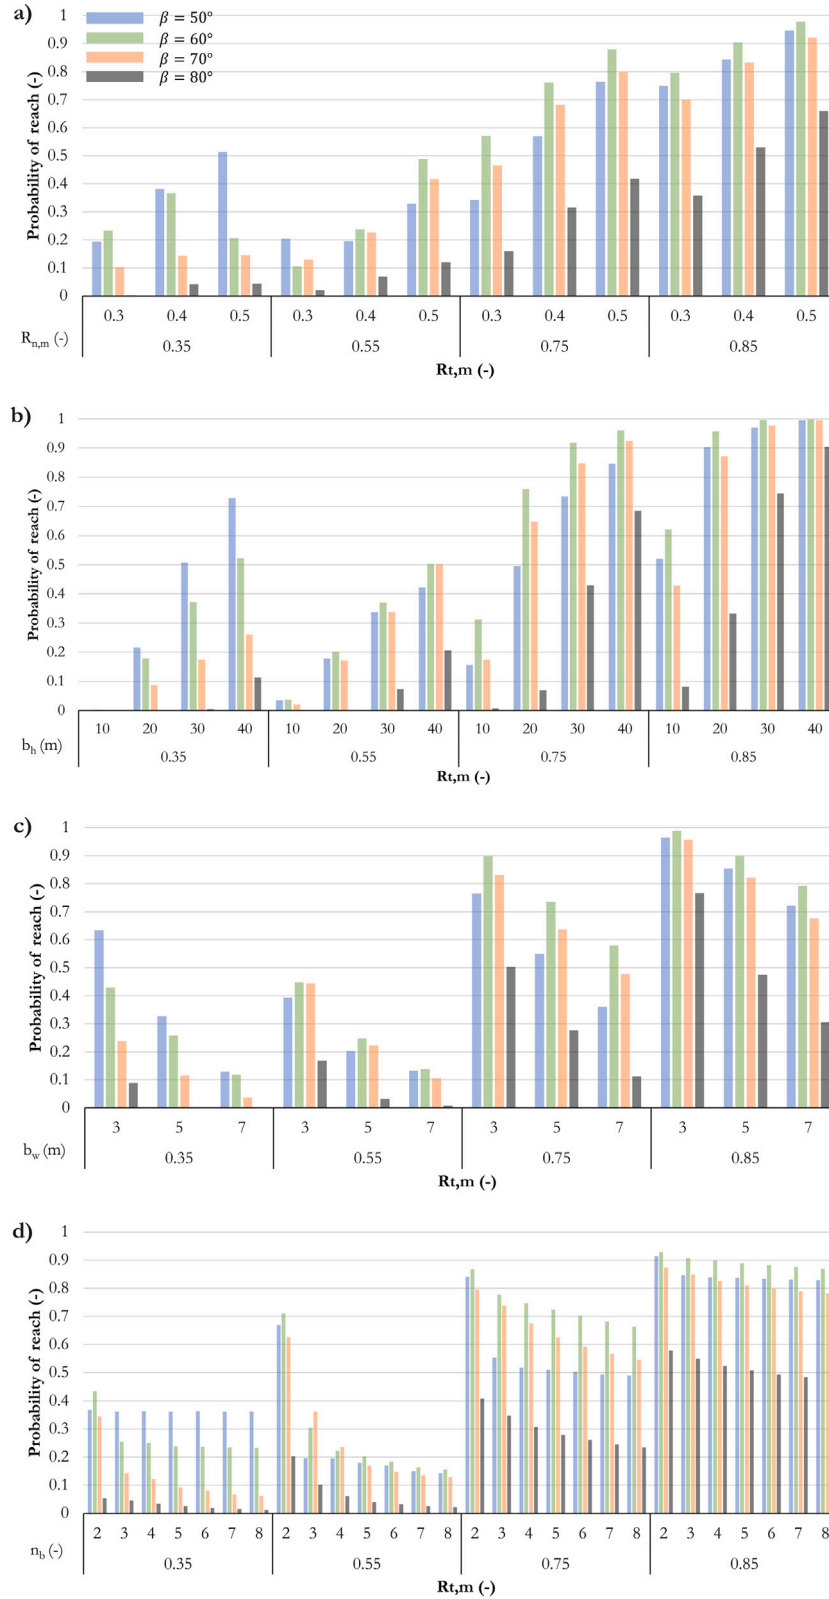 a)
β = 50°
β = 60°
β = 70°
β = 80°
Probability of reach (-)
1
0.9
0.8
0.7
0.6
0.5
0.4
0.3
0.2
0.1
0
0.3 0.4 0.5 0.3 0.4 0.5 0.3 0.4 0.5 0.3 0.4 0.5
Rn,m (-)
0.35 0.55 0.75 0.85
Rt,m (-)
b)
Probability of reach (-)
1
0.9
0.8
0.7
0.6
0.5
0.4
0.3
0.2
0.1
0
10 20 30 40 10 20 30 40 10 20 30 40 10 20 30 40
bh (m)
0.35 0.55 0.75 0.85
Rt,m (-)
c)
Probability of reach (-)
1
0.9
0.8
0.7
0.6
0.5
0.4
0.3
0.2
0.1
0
3 5 7 3 5 7 3 5 7 3 5 7
bw (m)
0.35 0.55 0.75 0.85
Rt,m (-)
d)
Probability of reach (-)
1
0.9
0.8
0.7
0.6
0.5
0.4
0.3
0.2
0.1
0
2 3 4 5 6 7 8 2 3 4 5 6 7 8 2 3 4 5 6 7 8 2 3 4 5 6 7 8
nb (-)
0.35 0.55 0.75 0.85
Rt,m (-)